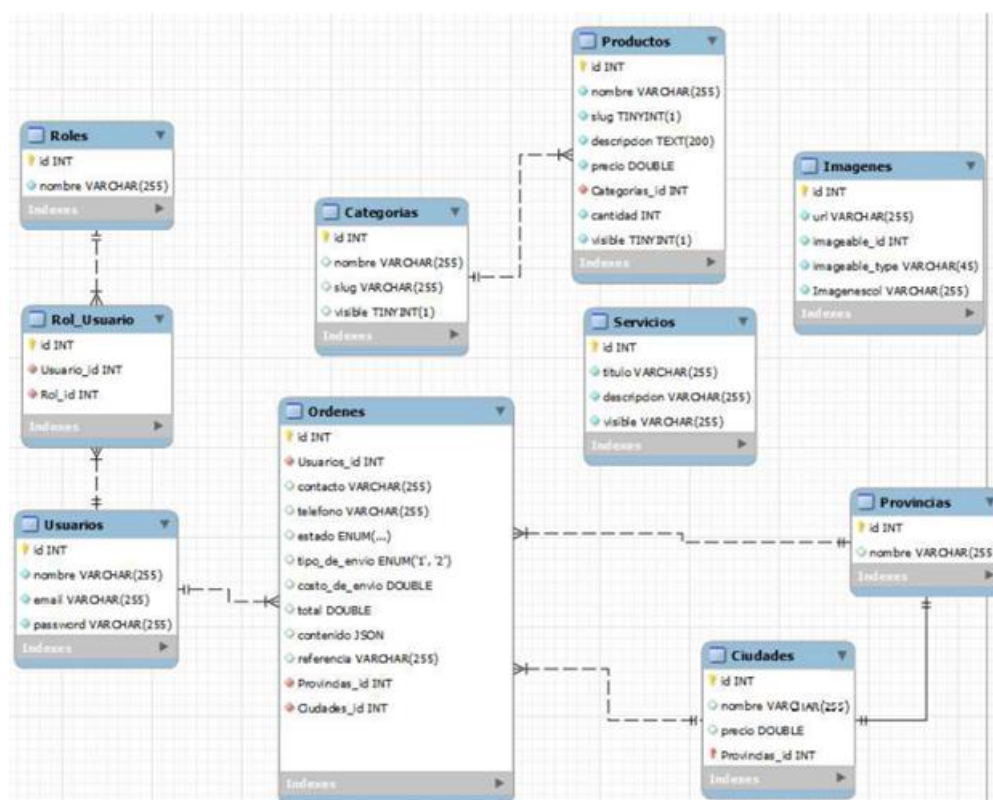 Roles
id INT
nombre VARCHAR(255)
Indexes
Rol_Usuario
id INT
Usuario_id INT
Rol_id INT
Indexes
Usuarios
id INT
nombre VARCHAR(255)
email VARCHAR(255)
password VARCHAR(255)
Indexes
Categorias
id INT
nombre VARCHAR(255)
slug VARCHAR(255)
visible TINYINT(1)
Indexes
Ordenes
id INT
Usuarios_id INT
contacto VARCHAR(255)
telefono VARCHAR(255)
estado ENUM(...)
tipo_de_envio ENUM('1', '2')
costo_de_envio DOUBLE
total DOUBLE
contenido JSON
referencia VARCHAR(255)
Provincias_id INT
Ciudades_id INT
Indexes
Productos
id INT
nombre VARCHAR(255)
slug TINYINT(1)
descripcion TEXT(200)
precio DOUBLE
Categorias_id INT
cantidad INT
visible TINYINT(1)
Indexes
Servicios
id INT
titulo VARCHAR(255)
descripcion VARCHAR(255)
visible VARCHAR(255)
Indexes
Imagenes
id INT
url VARCHAR(255)
imageable_id INT
imageable_type VARCHAR(45)
Imagenescol VARCHAR(255)
Indexes
Provincias
id INT
nombre VARCHAR(255
Indexes
Ciudades
id INT
nombre VARCHAR(255)
precio DOUBLE
Provincias_id INT
Indexes